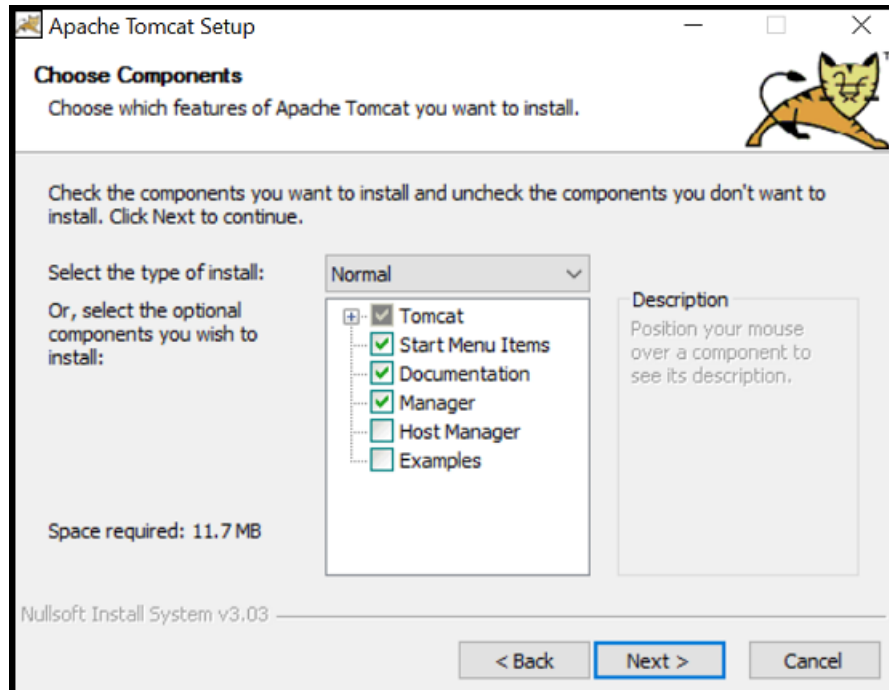 Apache Tomcat Setup
Choose Components
Choose which features of Apache Tomcat you want to install.
TM
Check the components you want to install and uncheck the components you don't want to
install. Click Next to continue.
Select the type of install:
Normal
Or, select the optional
components you wish to
install:
Tomcat
Start Menu Items
Documentation
Manager
Host Manager
Examples
Description
Position your mouse
over a component to
see its description.
Space required: 11.7 MB
Nullsoft Install System v3.03
< Back
Next >
Cancel